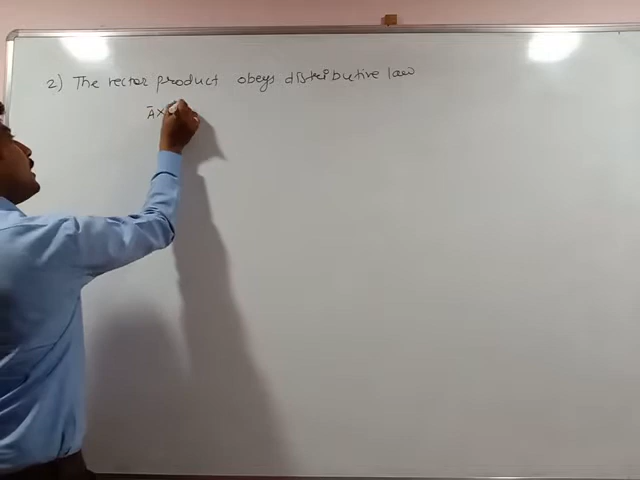 2) The vector product obeys distributive law
Ā×